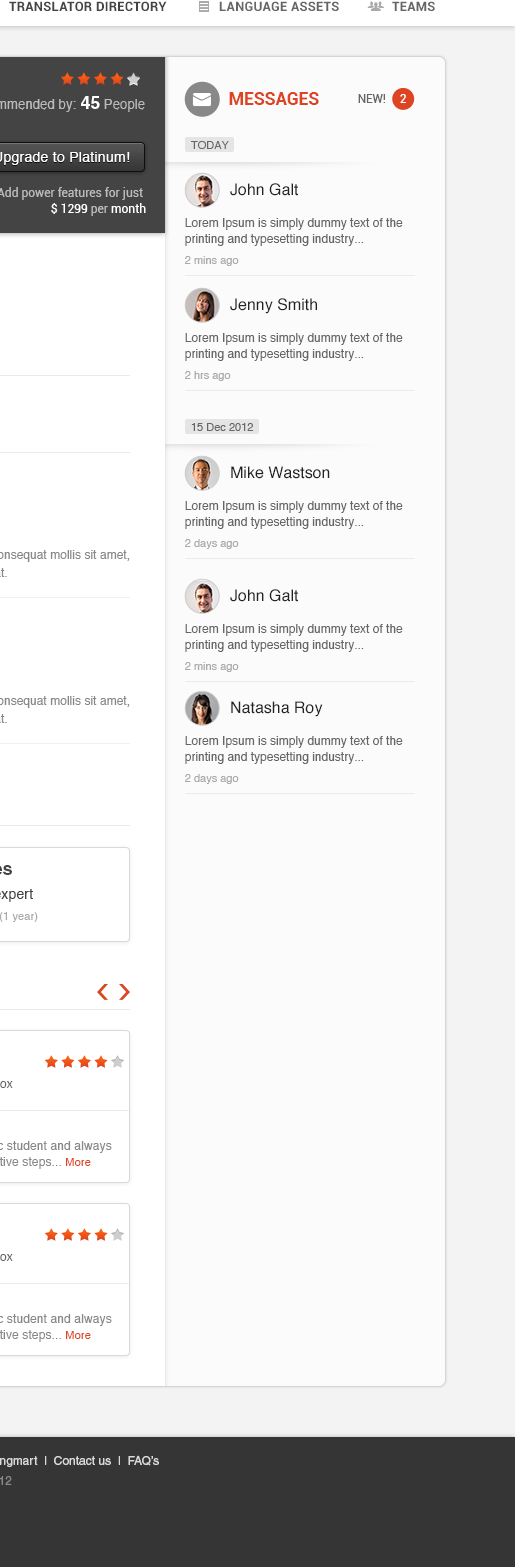 TRANSLATOR DIRECTORY LANGUAGE ASSETS TEAMS
by: 45 People
Upgrade to Platinum!
Add power features for just
$ 1299 per month
MESSAGES NEW! 2
TODAY
John Galt
Lorem Ipsum is simply dummy text of the
printing and typesetting industry...
2 mins ago
Jenny Smith
Lorem Ipsum is simply dummy text of the
printing and typesetting industry...
2 hrs ago
15 Dec 2012
Mike Wastson
Lorem Ipsum is simply dummy text of the
printing and typesetting industry...
2 days ago
John Galt
Lorem Ipsum is simply dummy text of the
printing and typesetting industry...
2 mins ago
Natasha Roy
Lorem Ipsum is simply dummy text of the
printing and typesetting industry...
2 days ago
onsequat mollis sit amet,
t.
onsequat mollis sit amet,
t.
es
expert
(1 year)
ox
c student and always
tive steps... More
ox
c student and always
tive steps... More
ngmart | Contact us | FAQ's
12